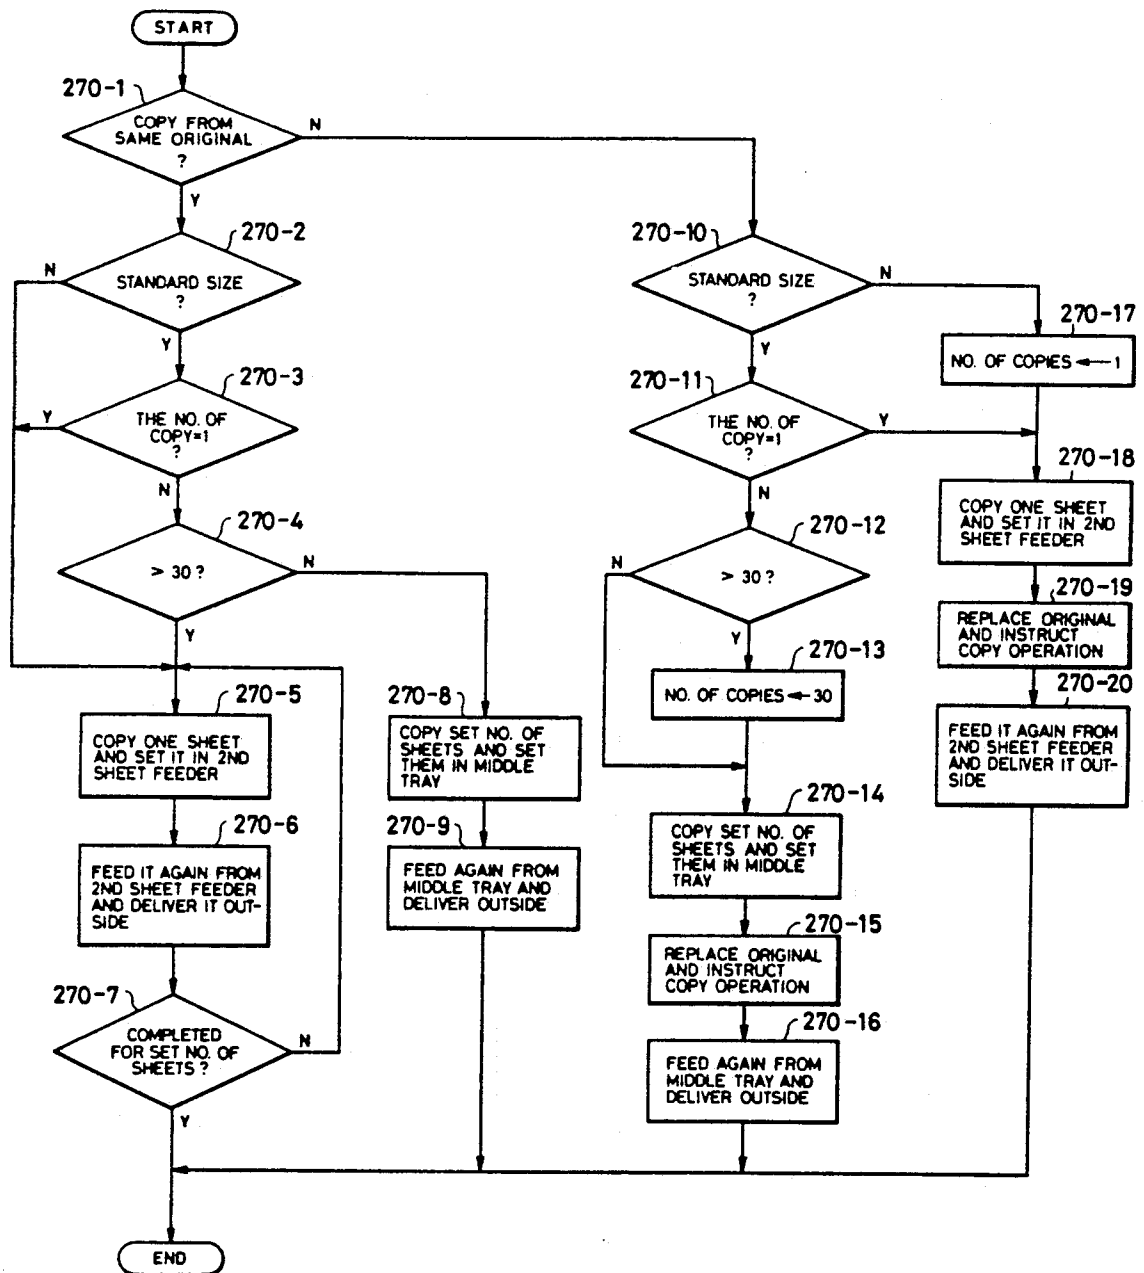 START
270-1
COPY FROM
SAME ORIGINAL
?
N
Y
270-2
STANDARD SIZE
?
N
Y
270-3
THE NO. OF
COPY=1
?
Y
N
270-4
> 30 ?
N
Y
270-5
COPY ONE SHEET
AND SET IT IN 2ND
SHEET FEEDER
270-6
FEED IT AGAIN FROM
2ND SHEET FEEDER
AND DELIVER IT OUT-
SIDE
270-7
COMPLETED
FOR SET NO. OF
SHEETS ?
N
Y
END
270-8
COPY SET NO. OF
SHEETS AND SET
THEM IN MIDDLE
TRAY
270-9
FEED AGAIN FROM
MIDDLE TRAY AND
DELIVER OUTSIDE
270-10
STANDARD SIZE
?
N
Y
270-11
THE NO. OF
COPY=1
?
Y
N
270-12
> 30 ?
N
Y
270-13
NO. OF COPIES ← 30
270-14
COPY SET NO. OF
SHEETS AND SET
THEM IN MIDDLE
TRAY
270-15
REPLACE ORIGINAL
AND INSTRUCT
COPY OPERATION
270-16
FEED AGAIN FROM
MIDDLE TRAY AND
DELIVER OUTSIDE
270-17
NO. OF COPIES ← 1
270-18
COPY ONE SHEET
AND SET IT IN 2ND
SHEET FEEDER
270-19
REPLACE ORIGINAL
AND INSTRUCT
COPY OPERATION
270-20
FEED IT AGAIN FROM
2ND SHEET FEEDER
AND DELIVER IT OUT-
SIDE